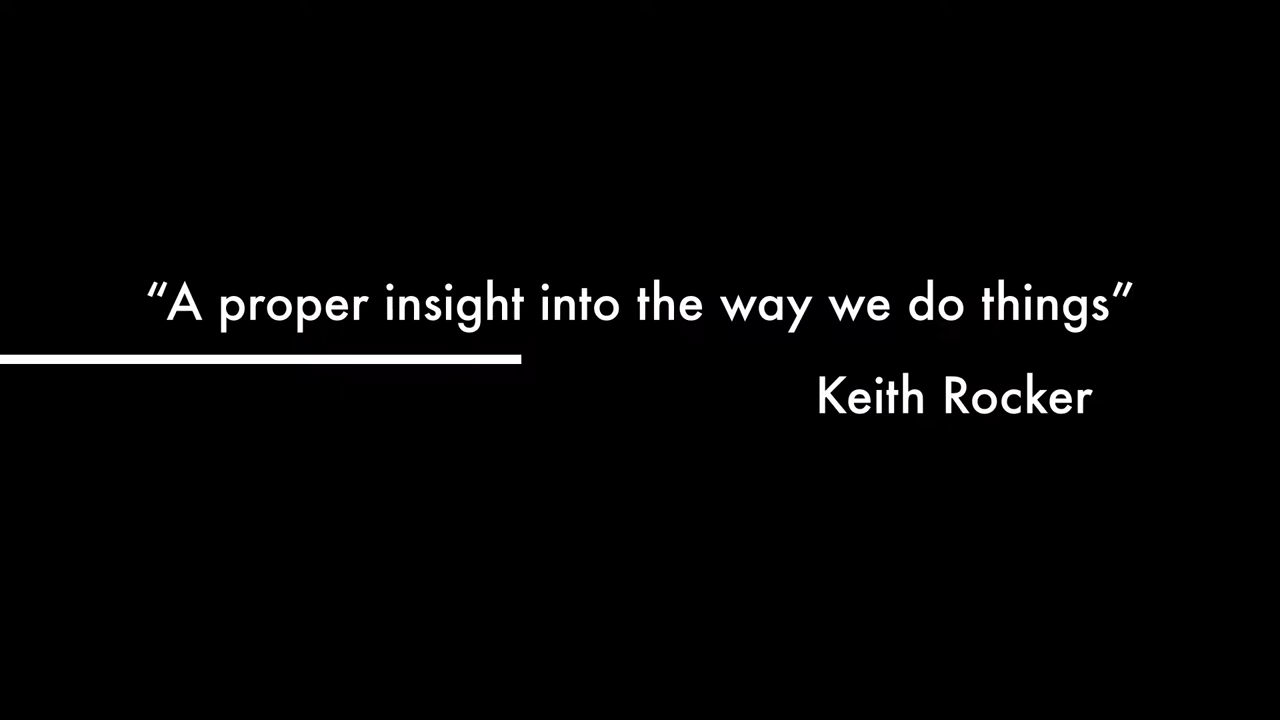 “A proper insight into the way we do things”
Keith Rocker